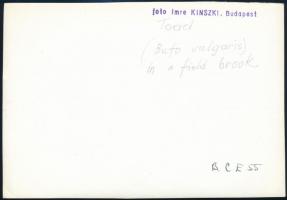 foto Imre KINSZKI, Budapest
Toad
(Bufo vulgaris)
in a field brook
B C E 55